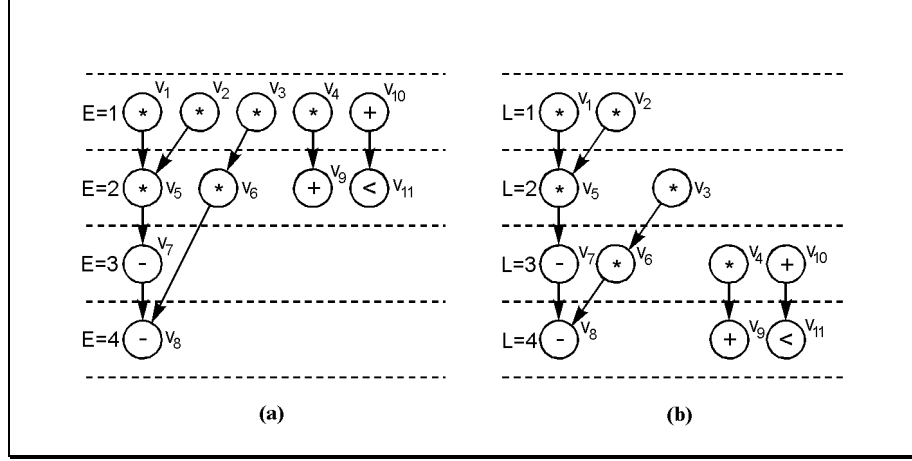 V1 V2 V3 V4 V10
E=1 * * * * +
E=2 * V5 * V6 + V9 < V11
V7
E=3 -
E=4 - V8
(a)
L=1 * V1 * V2
L=2 * V5 * V3
L=3 - V7 * V6 * V4 + V10
L=4 - V8 + V9 < V11
(b)